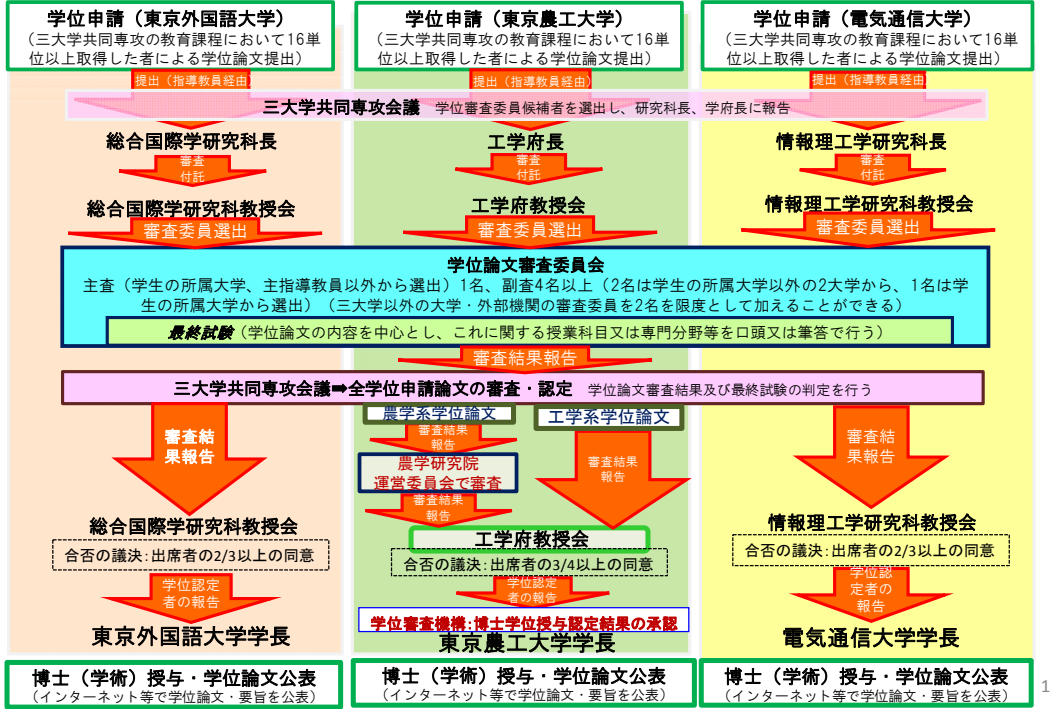 学位申請（東京外国語大学）
（三大学共同専攻の教育課程において16単
位以上取得した者による学位論文提出）
学位申請（東京農工大学）
（三大学共同専攻の教育課程において16単
位以上取得した者による学位論文提出）
学位申請（電気通信大学）
（三大学共同専攻の教育課程において16単
位以上取得した者による学位論文提出）
提出（指導教員経由）
提出（指導教員経由）
提出（指導教員経由）
三大学共同専攻会議　学位審査委員候補者を選出し、研究科長、学府長に報告
総合国際学研究科長
工学府長
情報理工学研究科長
審査
付託
審査
付託
審査
付託
総合国際学研究科教授会
工学府教授会
情報理工学研究科教授会
審査委員選出
審査委員選出
審査委員選出
学位論文審査委員会
主査（学生の所属大学、主指導教員以外から選出）1名、副査4名以上（2名は学生の所属大学以外の2大学から、1名は学
生の所属大学から選出）（三大学以外の大学・外部機関の審査委員を2名を限度として加えることができる）
最終試験（学位論文の内容を中心とし、これに関する授業科目又は専門分野等を口頭又は筆答で行う）
審査結果報告
三大学共同専攻会議➡全学位申請論文の審査・認定　学位論文審査結果及び最終試験の判定を行う
審査結
果報告
農学系学位論文
工学系学位論文
審査結果
報告
農学研究院
運営委員会で審査
審査結果
報告
審査結果
報告
審査結
果報告
総合国際学研究科教授会
合否の議決：出席者の2/3以上の同意
工学府教授会
合否の議決：出席者の3/4以上の同意
情報理工学研究科教授会
合否の議決：出席者の2/3以上の同意
学位認定
者の報告
学位認定
者の報告
学位認
定者の
報告
学位審査機構：博士学位授与認定結果の承認
東京外国語大学学長
東京農工大学学長
電気通信大学学長
博士（学術）授与・学位論文公表
（インターネット等で学位論文・要旨を公表）
博士（学術）授与・学位論文公表
（インターネット等で学位論文・要旨を公表）
博士（学術）授与・学位論文公表
（インターネット等で学位論文・要旨を公表）
1